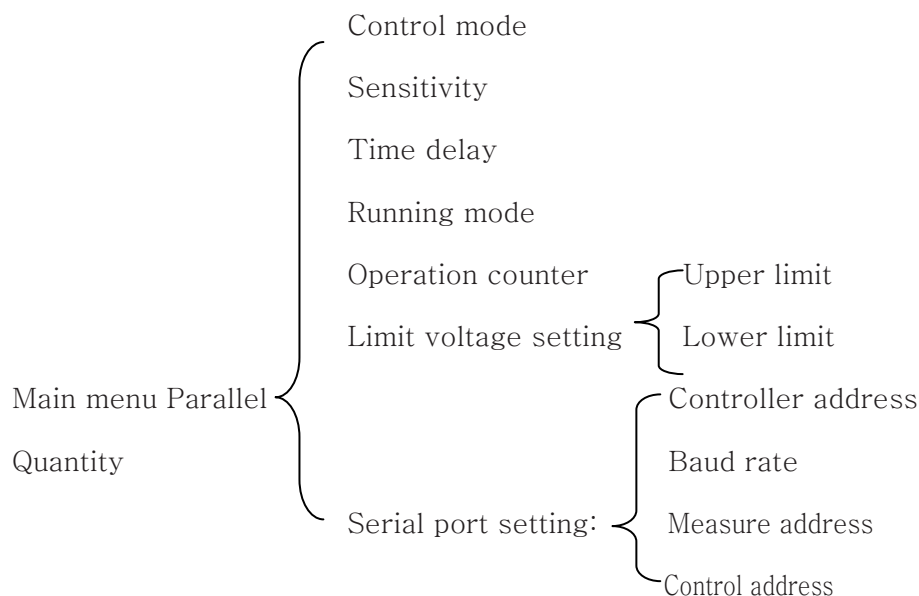 Control mode
Sensitivity
Time delay
Running mode
Operation counter
Upper limit
Limit voltage setting
Lower limit
Main menu Parallel
Controller address
Quantity
Baud rate
Serial port setting:
Measure address
Control address